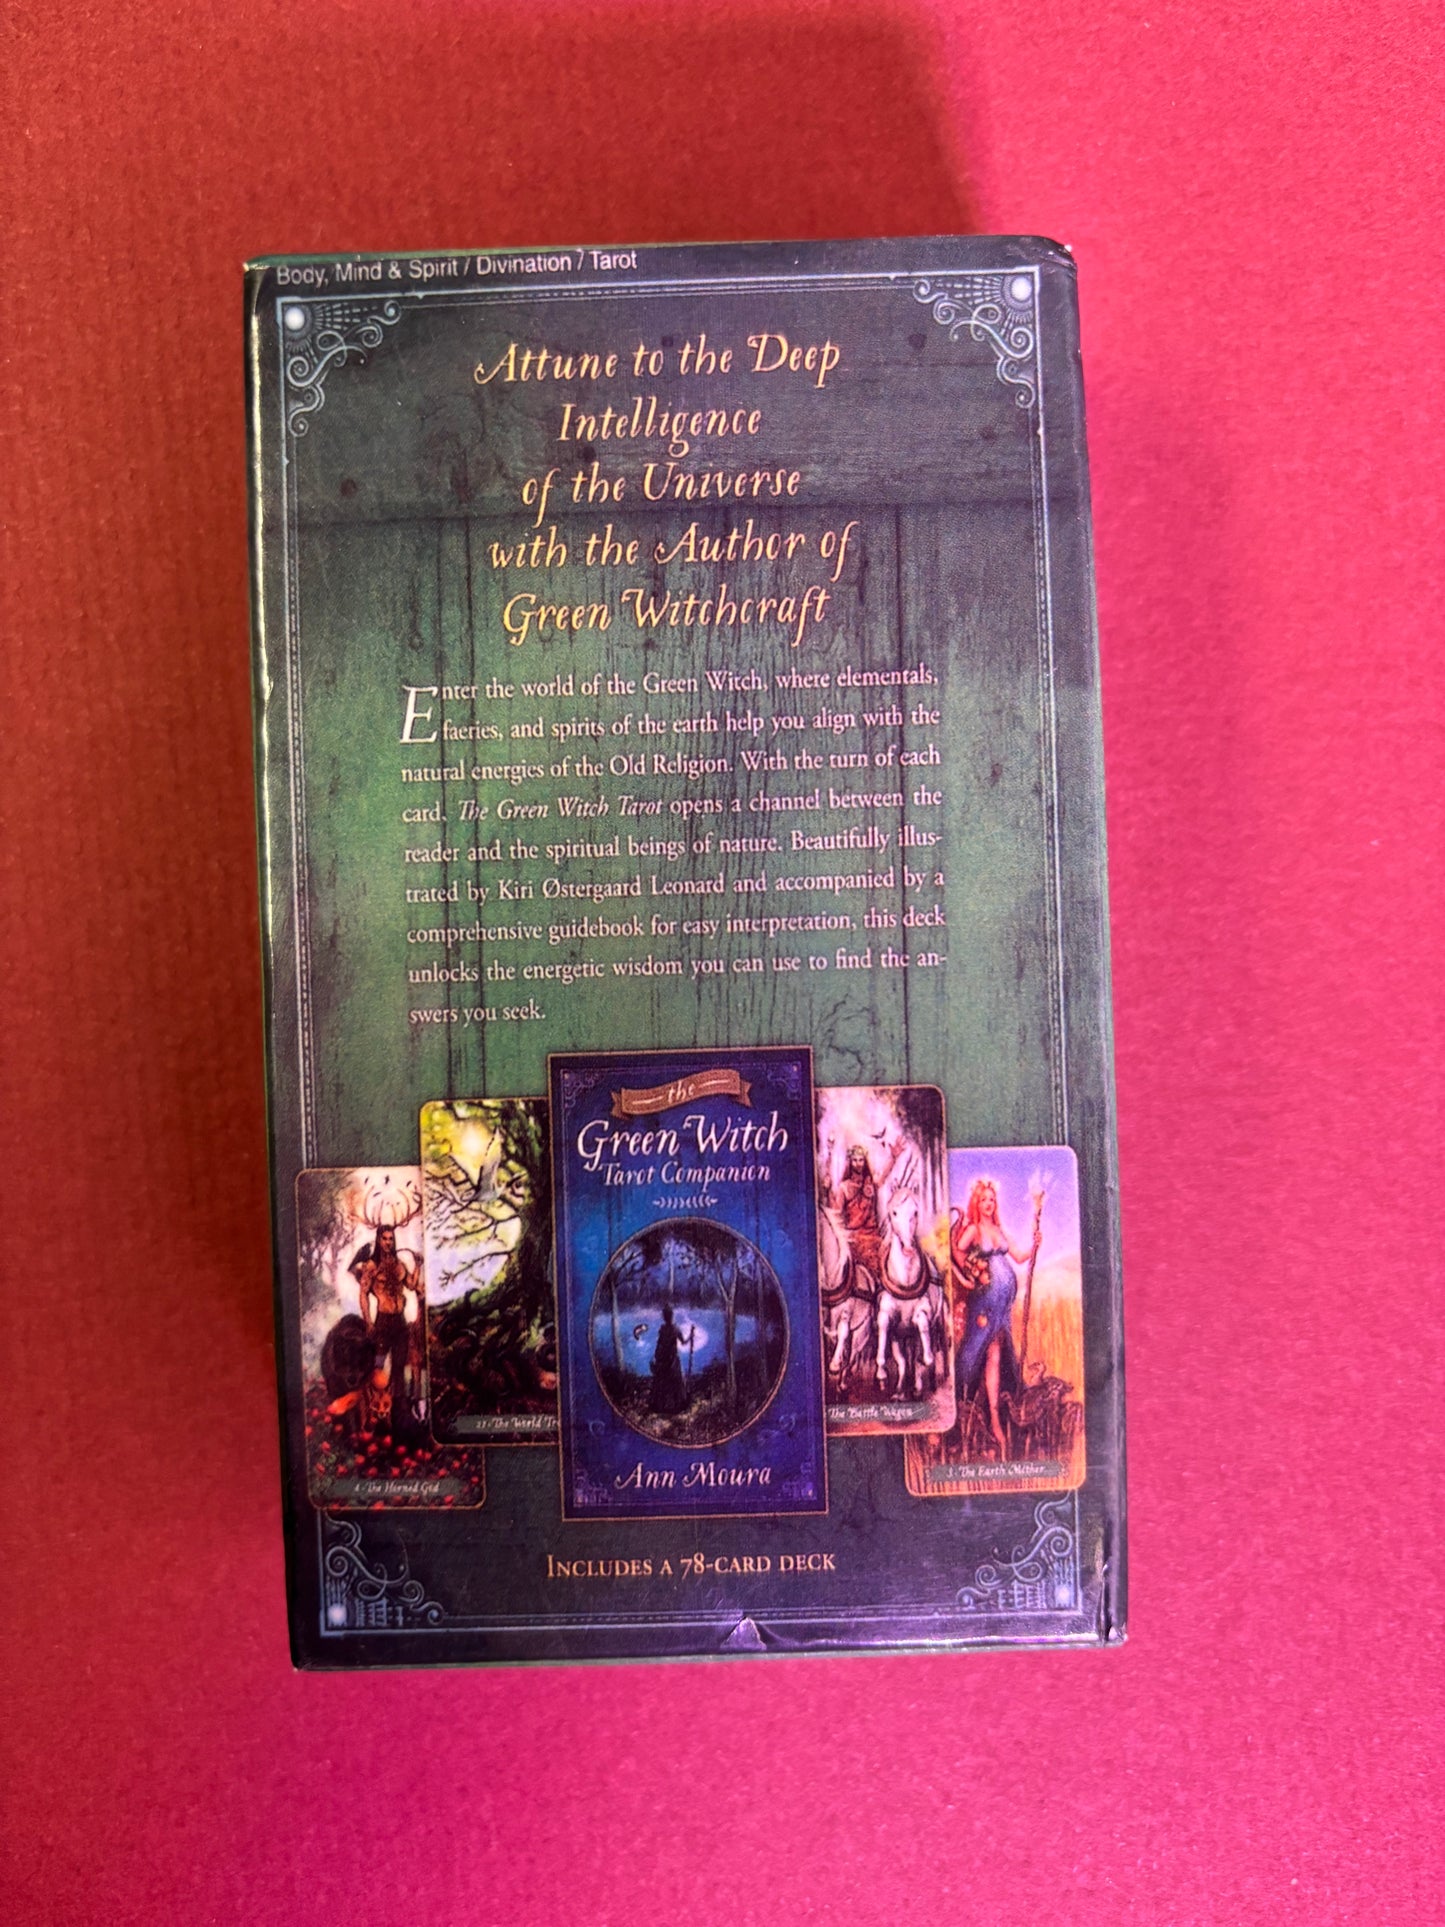 Body, Mind & Spirit / Divination / Tarot
Attune to the Deep
Intelligence
of the Universe
with the Author of
Green Witchcraft
Enter the world of the Green Witch, where elementals,
faeries, and spirits of the earth help you align with the
natural energies of the Old Religion. With the turn of each
card, The Green Witch Tarot opens a channel between the
reader and the spiritual beings of nature. Beautifully illus-
trated by Kiri Østergaard Leonard and accompanied by a
comprehensive guidebook for easy interpretation, this deck
unlocks the energetic wisdom you can use to find the an-
swers you seek.
the
Green Witch
Tarot Companion
Ann Moura
4 - The Horned God
21 - The World Tre
The Battle Wagon
3 - The Earth Mother
Includes a 78-card deck